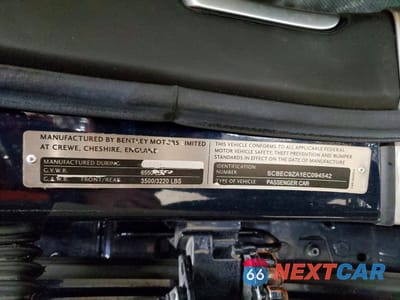 MANUFACTURED BY BENTLEY MOTORS LIMITED
AT CREWE, CHESHIRE, ENGLAND
MANUFACTURED DURING
G.V.W.R.
G.A.W.R. FRONT/REAR 3500/3220 LBS
THIS VEHICLE CONFORMS TO ALL APPLICABLE FEDERAL
MOTOR VEHICLE SAFETY, THEFT PREVENTION AND BUMPER
STANDARDS IN EFFECT ON THE DATE OF MANUFACTURE SHOWN ABOVE
IDENTIFICATION
NUMBER SCBEC9ZA1EC094542
TYPE OF VEHICLE PASSENGER CAR
66 NEXTCAR